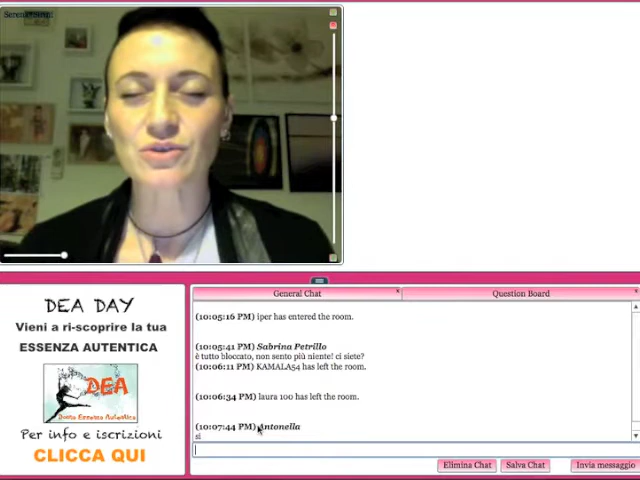 DEA DAY
Vieni a ri-scoprire la tua
ESSENZA AUTENTICA
DEA
Donta Essenza Autentica
Per info e iscrizioni
CLICCA QUI
General Chat
x
Question Board
x
(10:05:16 PM) iper has entered the room.
(10:05:41 PM) Sabrina Petrillo
è tutto bloccato, non sento più niente! ci siete?
(10:06:11 PM) KAMALA54 has left the room.
(10:06:34 PM) laura 100 has left the room.
(10:07:44 PM) Antonella
si
Elimina Chat
Salva Chat
Invia messaggio